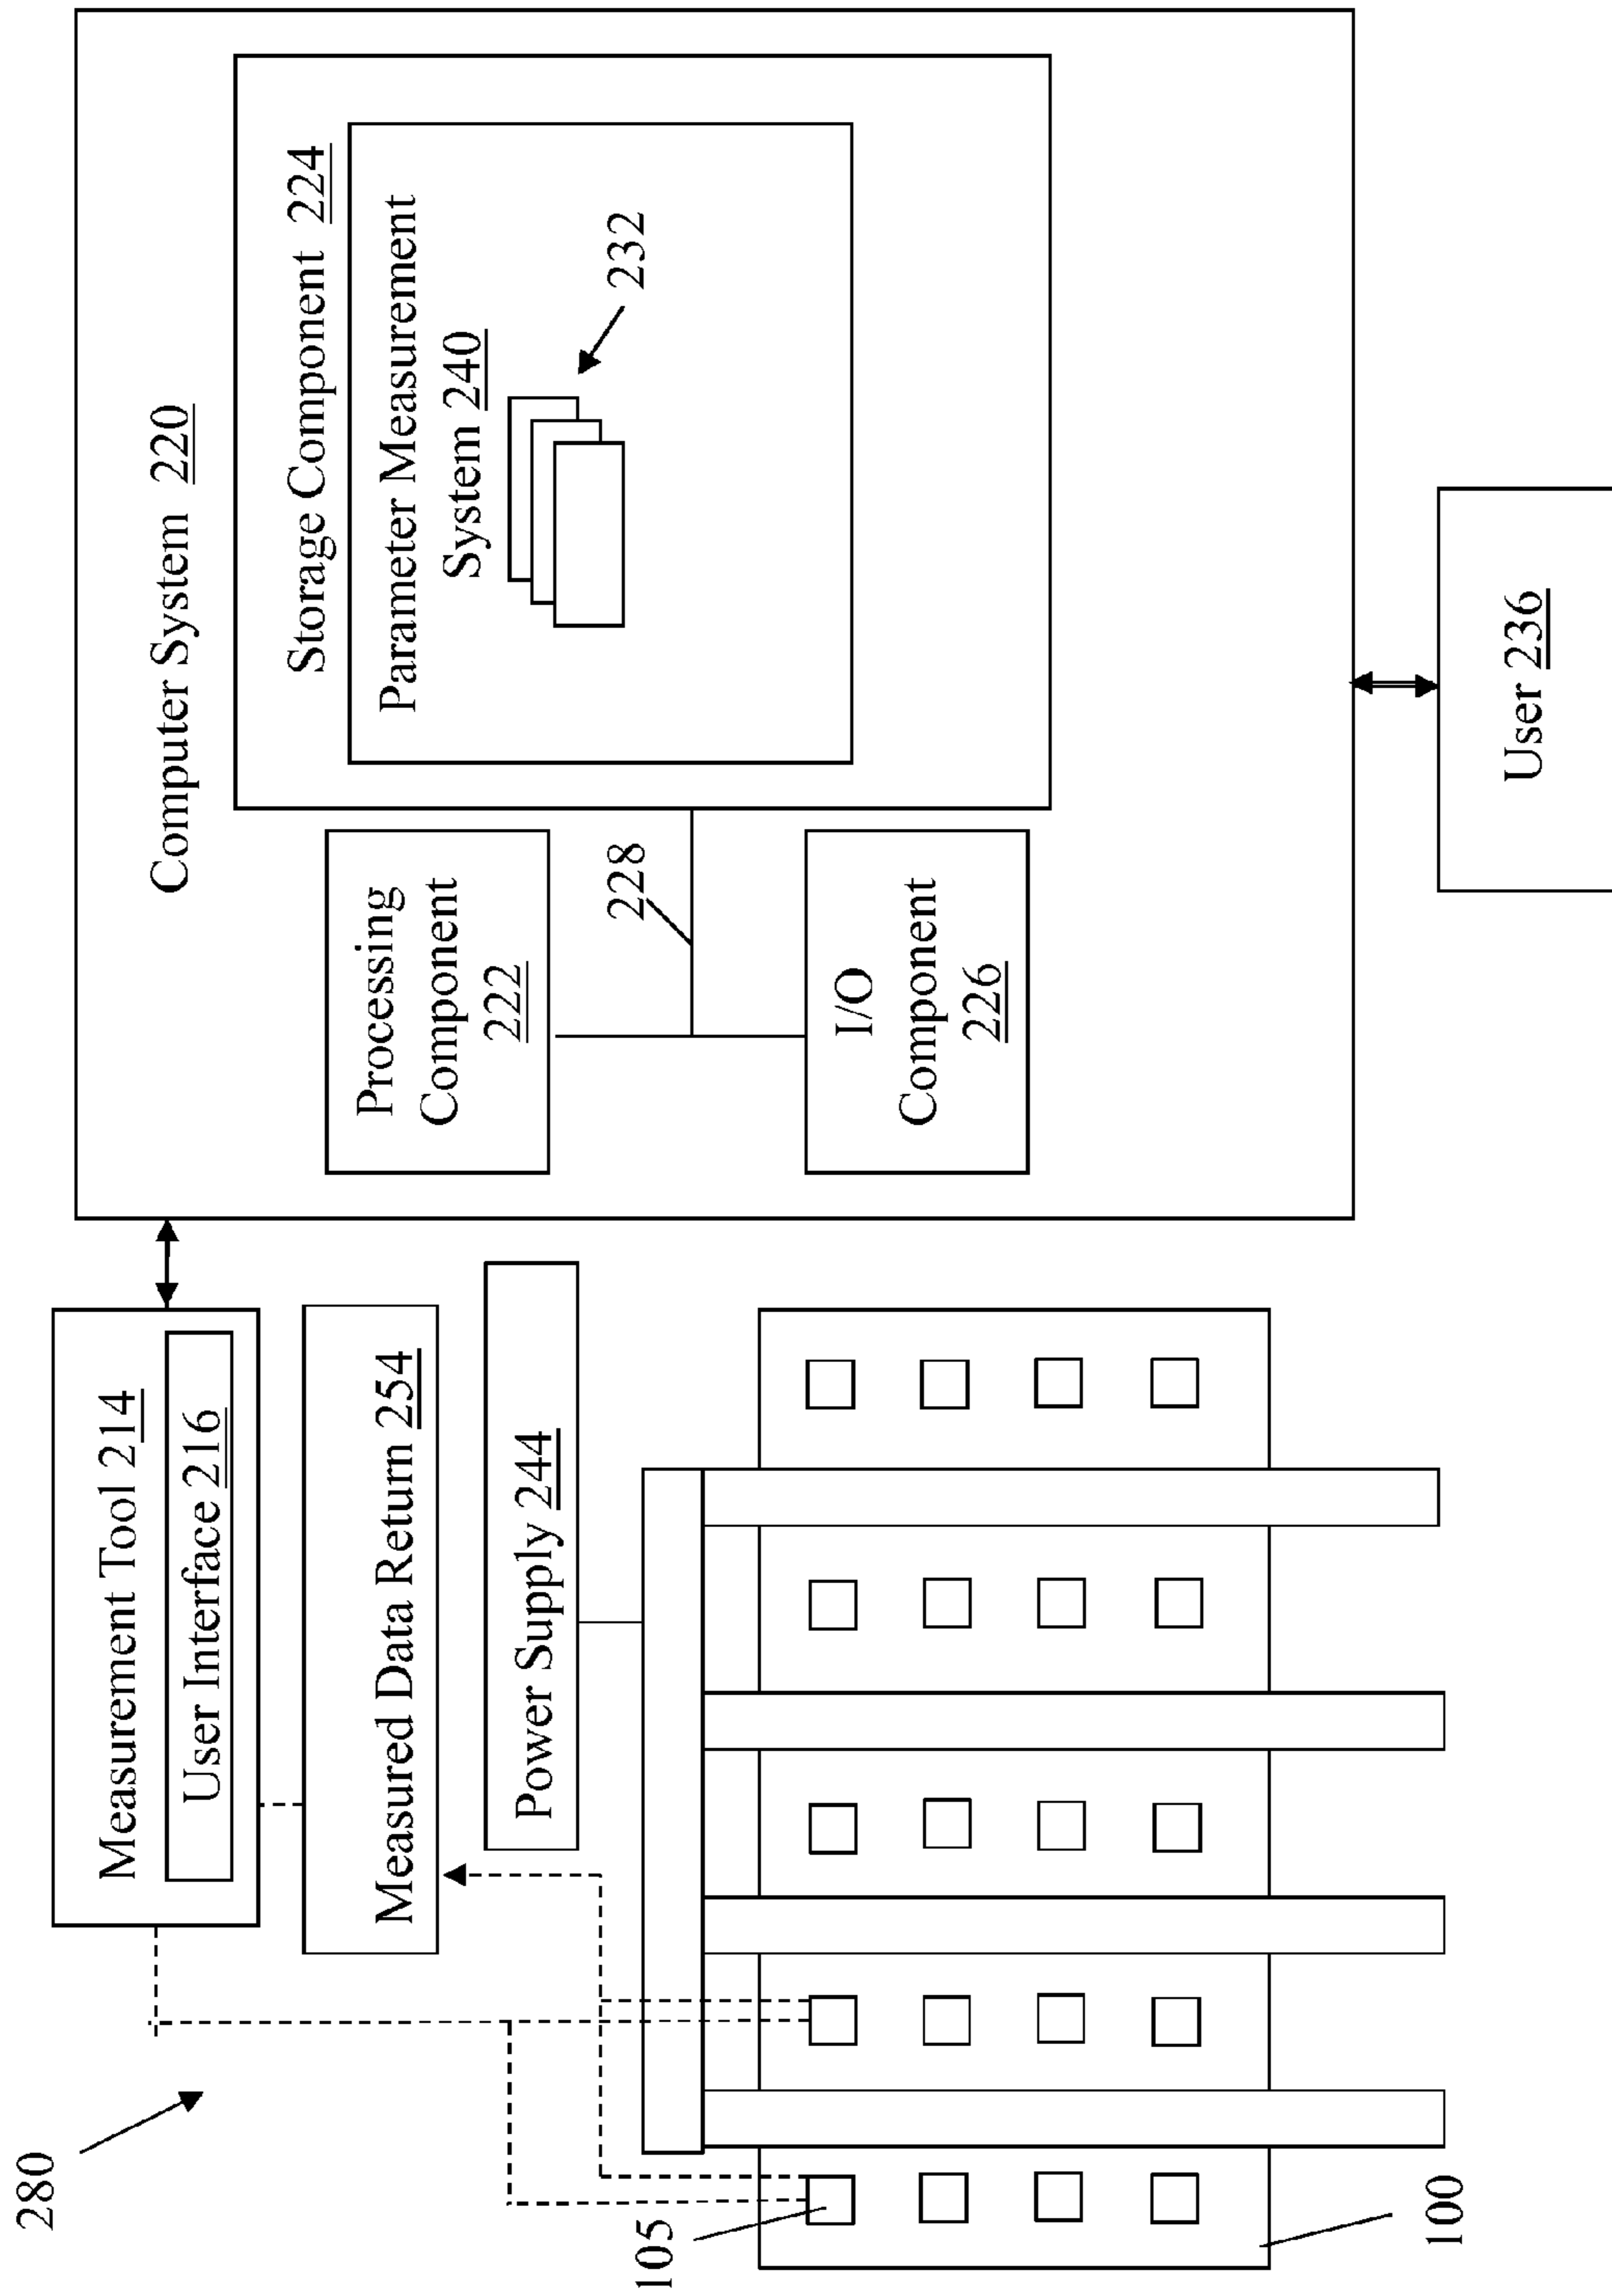 280
Measurement Tool 214
User Interface 216
Measured Data Return 254
Power Supply 244
105
100
Computer System 220
Storage Component 224
Parameter Measurement
System 240
232
Processing
Component
222
228
I/O
Component
226
User 236